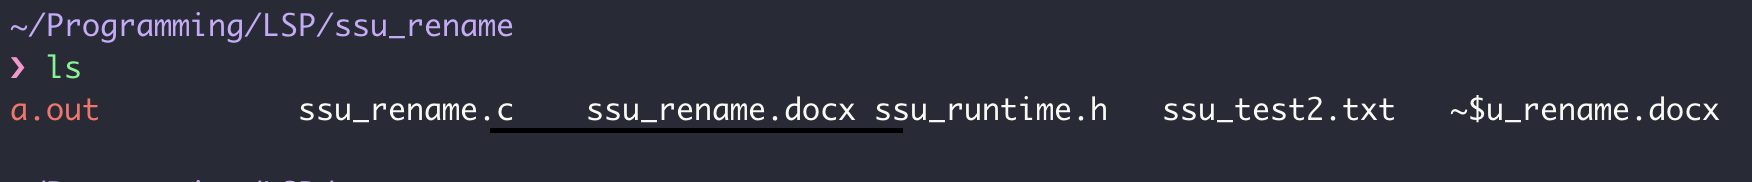 ~/Programming/LSP/ssu_rename
❯ ls
a.out ssu_rename.c ssu_rename.docx ssu_runtime.h ssu_test2.txt ~$u_rename.docx